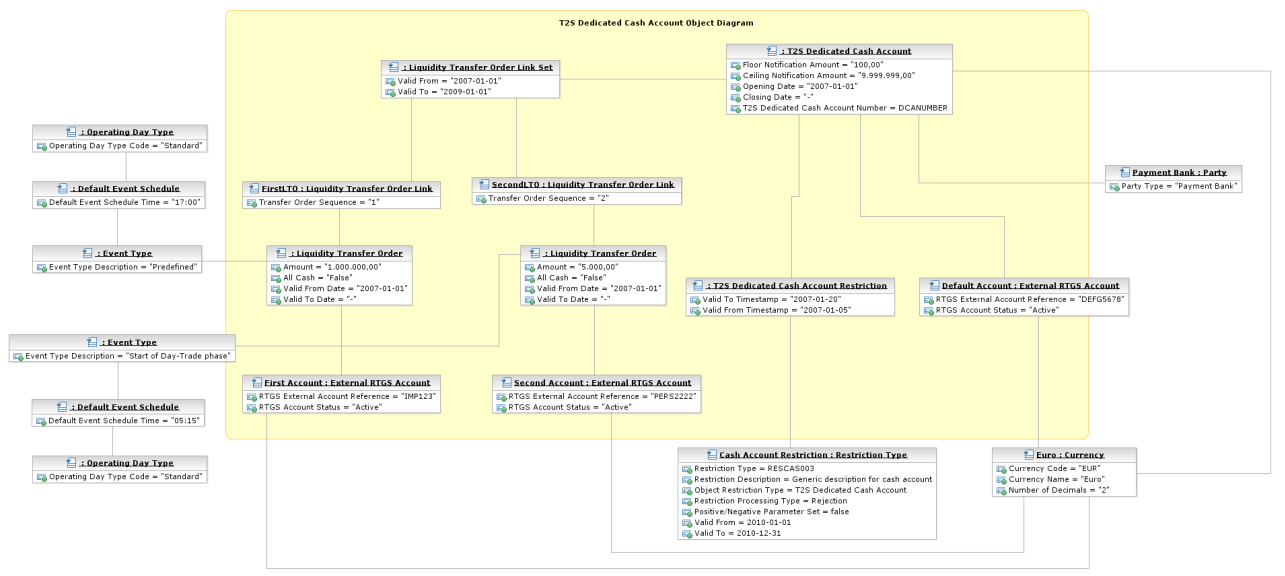 T2S Dedicated Cash Account Object Diagram
: T2S Dedicated Cash Account
Floor Notification Amount = "100,00"
Ceiling Notification Amount = "9.999.999,00"
Opening Date = "2007-01-01"
Closing Date = "-"
T2S Dedicated Cash Account Number = DCANUMBER
: Liquidity Transfer Order Link Set
Valid From = "2007-01-01"
Valid To = "2009-01-01"
: Operating Day Type
Operating Day Type Code = "Standard"
: Default Event Schedule
Default Event Schedule Time = "17:00"
FirstLTO : Liquidity Transfer Order Link
Transfer Order Sequence = "1"
SecondLTO : Liquidity Transfer Order Link
Transfer Order Sequence = "2"
Payment Bank : Party
Party Type = "Payment Bank"
: Event Type
Event Type Description = "Predefined"
: Liquidity Transfer Order
Amount = "1.000.000,00"
All Cash = "False"
Valid From Date = "2007-01-01"
Valid To Date = "-"
: Liquidity Transfer Order
Amount = "5.000,00"
All Cash = "False"
Valid From Date = "2007-01-01"
Valid To Date = "-"
: T2S Dedicated Cash Account Restriction
Valid To Timestamp = "2007-01-20"
Valid From Timestamp = "2007-01-05"
Default Account : External RTGS Account
RTGS External Account Reference = "DEFG5678"
RTGS Account Status = "Active"
: Event Type
Event Type Description = "Start of Day-Trade phase"
First Account : External RTGS Account
RTGS External Account Reference = "IMP123"
RTGS Account Status = "Active"
Second Account : External RTGS Account
RTGS External Account Reference = "PERS2222"
RTGS Account Status = "Active"
: Default Event Schedule
Default Event Schedule Time = "05:15"
: Operating Day Type
Operating Day Type Code = "Standard"
Cash Account Restriction : Restriction Type
Restriction Type = RESCAS003
Restriction Description = Generic description for cash account
Object Restriction Type = T2S Dedicated Cash Account
Restriction Processing Type = Rejection
Positive/Negative Parameter Set = false
Valid From = 2010-01-01
Valid To = 2010-12-31
Euro : Currency
Currency Code = "EUR"
Currency Name = "Euro"
Number of Decimals = "2"